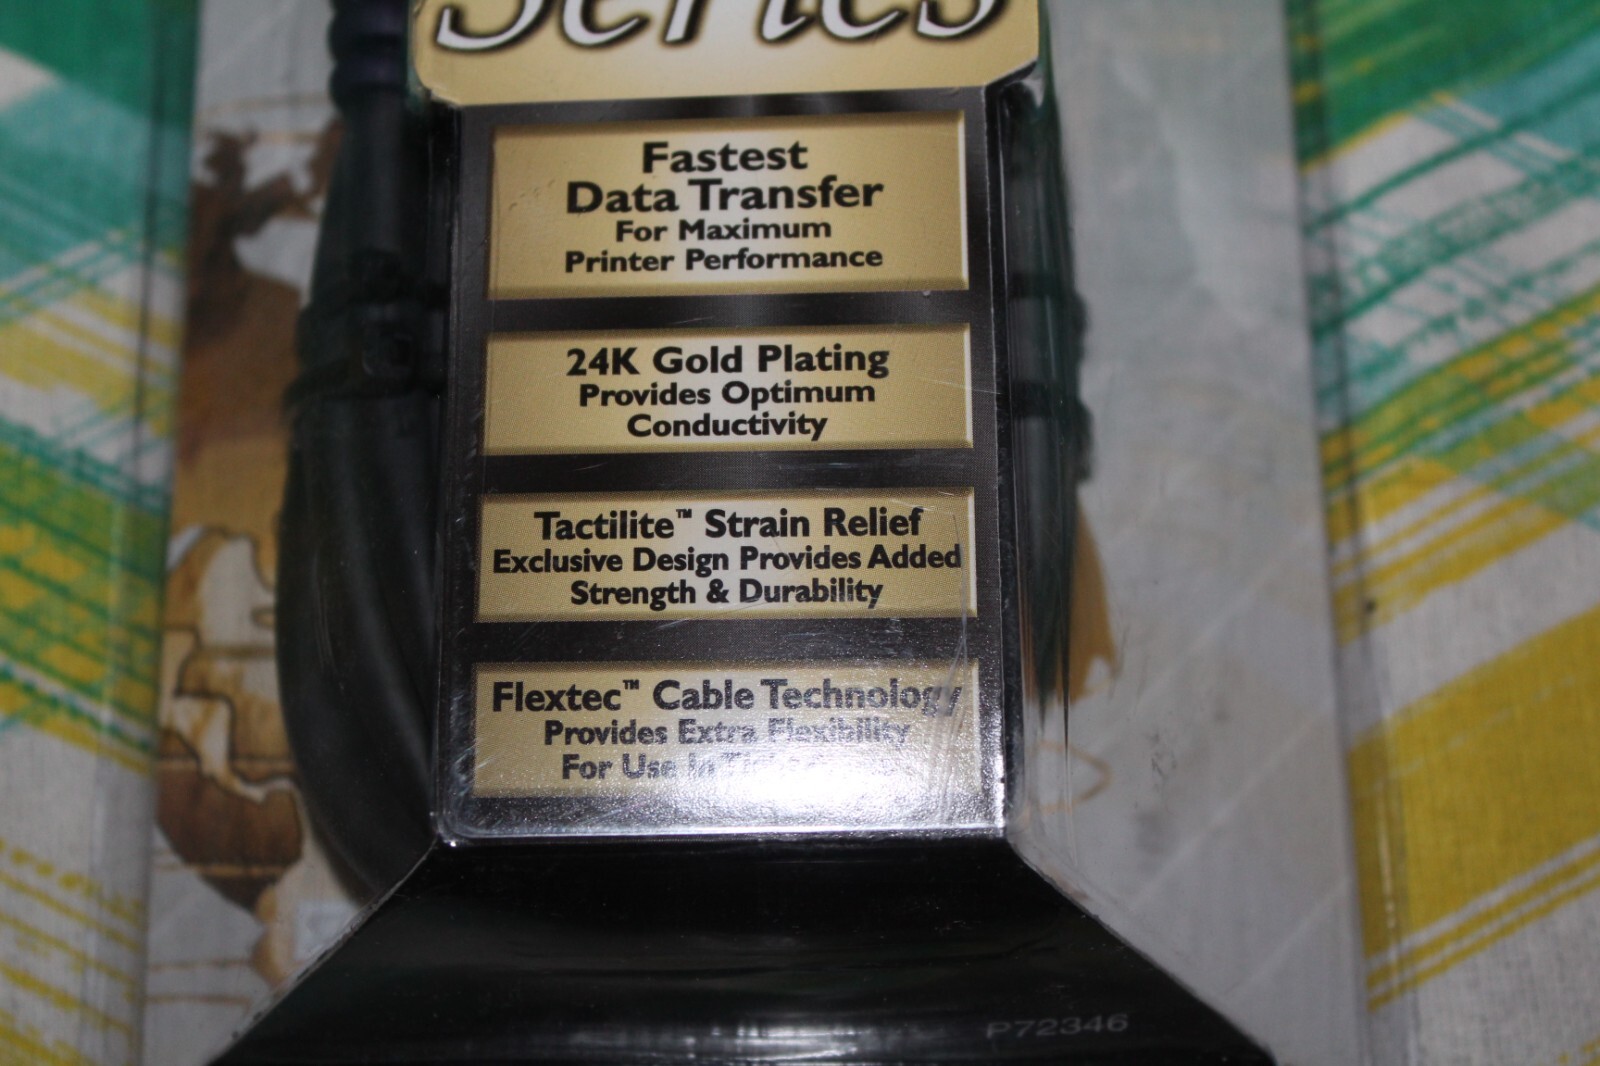 Series
Fastest
Data Transfer
For Maximum
Printer Performance
24K Gold Plating
Provides Optimum
Conductivity
Tactilite™ Strain Relief
Exclusive Design Provides Added
Strength & Durability
Flextec™ Cable Technology
Provides Extra Flexibility
For Use In
P72346